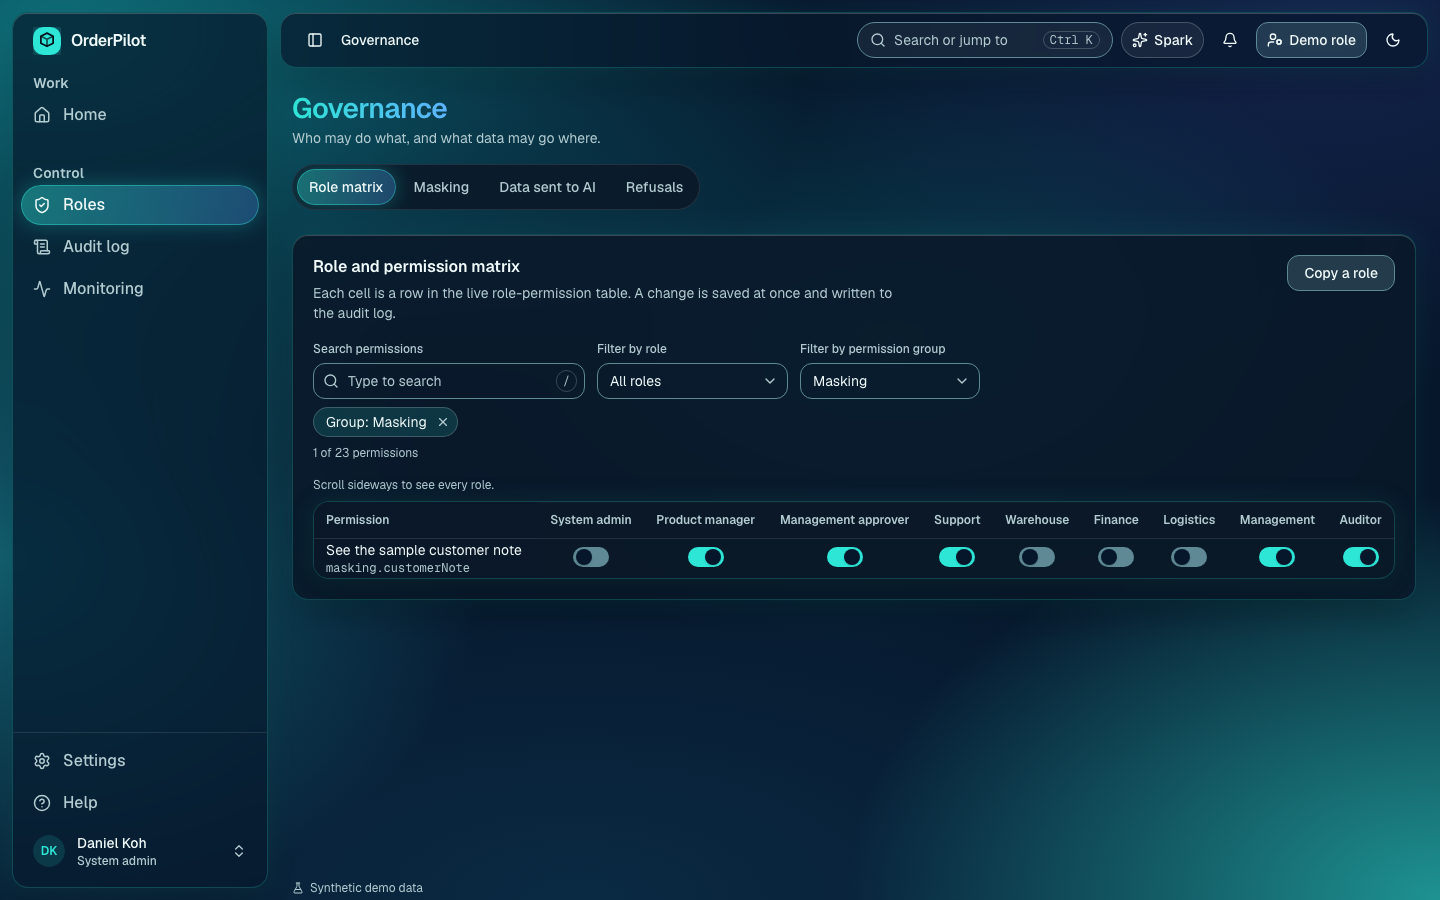 OrderPilot
Work
Home
Control
Roles
Audit log
Monitoring
Settings
Help
DK
Daniel Koh
System admin
Governance
Search or jump to
Ctrl K
Spark
Demo role
Governance
Who may do what, and what data may go where.
Role matrix
Masking
Data sent to AI
Refusals
Role and permission matrix
Each cell is a row in the live role-permission table. A change is saved at once and written to
the audit log.
Copy a role
Search permissions
Filter by role
Filter by permission group
Type to search
/
All roles
Masking
Group: Masking
1 of 23 permissions
Scroll sideways to see every role.
Permission System admin Product manager Management approver Support Warehouse Finance Logistics Management Auditor
See the sample customer note
masking.customerNote
Synthetic demo data